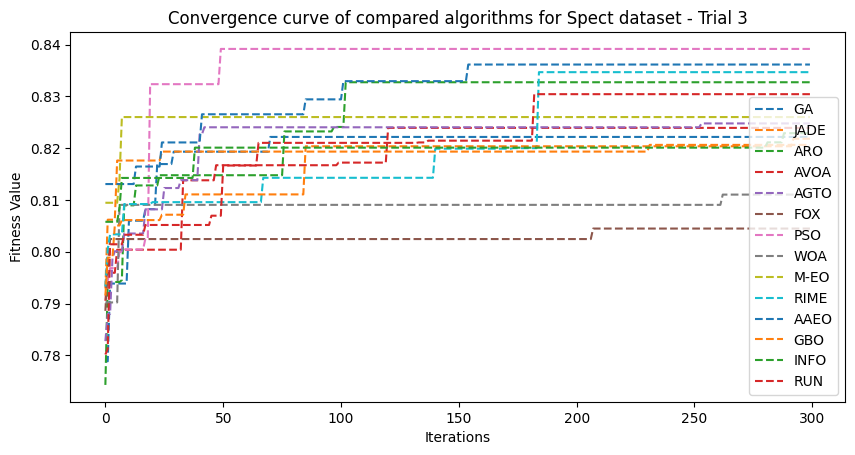 Convergence curve of compared algorithms for Spect dataset - Trial 3
Fitness Value
0.84
0.83
0.82
0.81
0.80
0.79
0.78
0
50
100
150
200
250
300
Iterations
GA
JADE
ARO
AVOA
AGTO
FOX
PSO
WOA
M-EO
RIME
AAEO
GBO
INFO
RUN